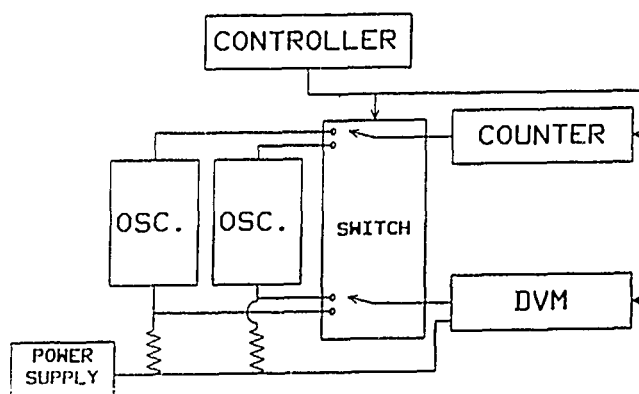 CONTROLLER
COUNTER
OSC.
OSC.
SWITCH
DVM
POWER
SUPPLY